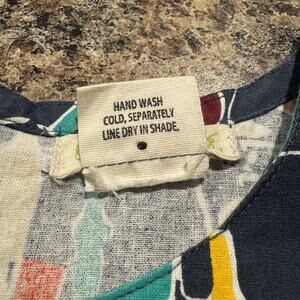 HAND WASH
COLD, SEPARATELY
LINE DRY IN SHADE,